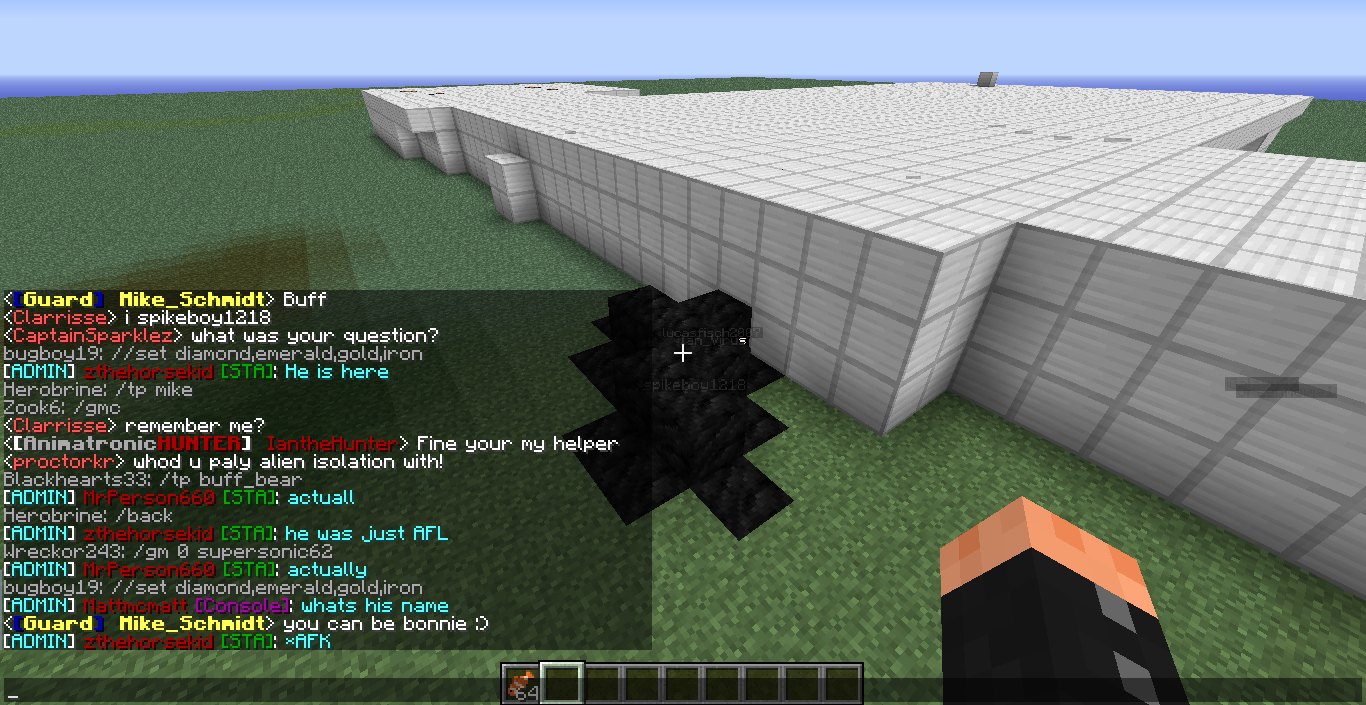 <[Guard] Mike_Schmidt> Buff
<Clarrisse> i spikeboy1218
<CaptainSparklez> what was your question?
bugboy19: //set diamond,emerald,gold,iron
[ADMIN] zthehorsekid [STA]: He is here
Herobrine: /tp mike
Zook6: /gmc
<Clarrisse> remember me?
<[AnimatronicHUNTER] IantheHunter> Fine your my helper
<proctorkr> whod u paly alien isolation with!
Blackhearts33: /tp buff_bear
[ADMIN] MrPerson660 [STA]: actuall
Herobrine: /back
[ADMIN] zthehorsekid [STA]: he was just AFL
Wreckor243: /gm 0 supersonic62
[ADMIN] MrPerson660 [STA]: actually
bugboy19: //set diamond,emerald,gold,iron
[ADMIN] Mattmcmatt [Console]: whats his name
<[Guard] Mike_Schmidt> you can be bonnie :)
[ADMIN] zthehorsekid [STA]: *AFK
spikeboy1218
64
_